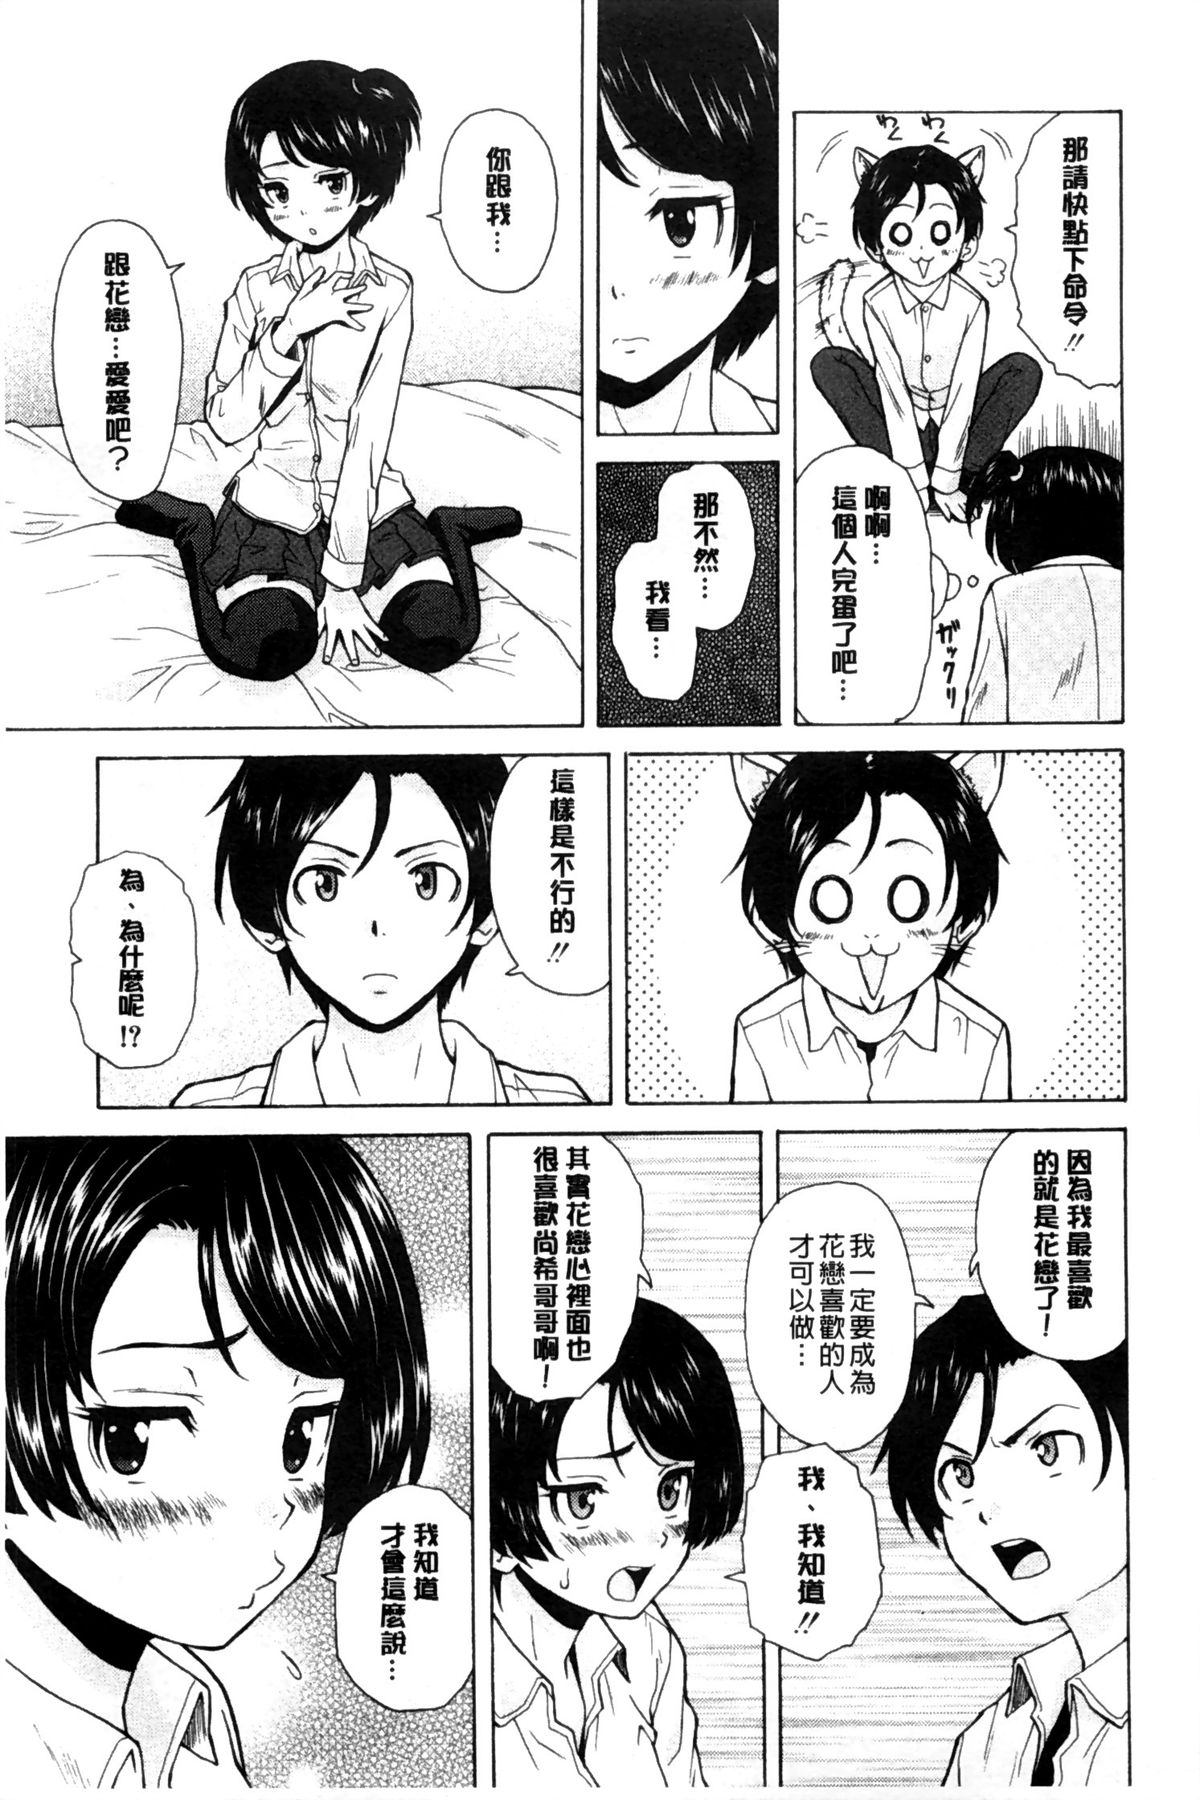 那請快點下命令!!
わく
わく
啊啊…
這個人完蛋了吧…
ガックリ
那不然…
我看…
你跟我…
跟花戀…愛愛吧?
這樣是不行的!!
為、為什麼呢!?
因為我最喜歡
的就是花戀了!
我一定要成為
花戀喜歡的人
才可以做…
我、我知道!!
其實花戀心裡面也
很喜歡尚希哥哥啊!
我知道
才會這麼說…